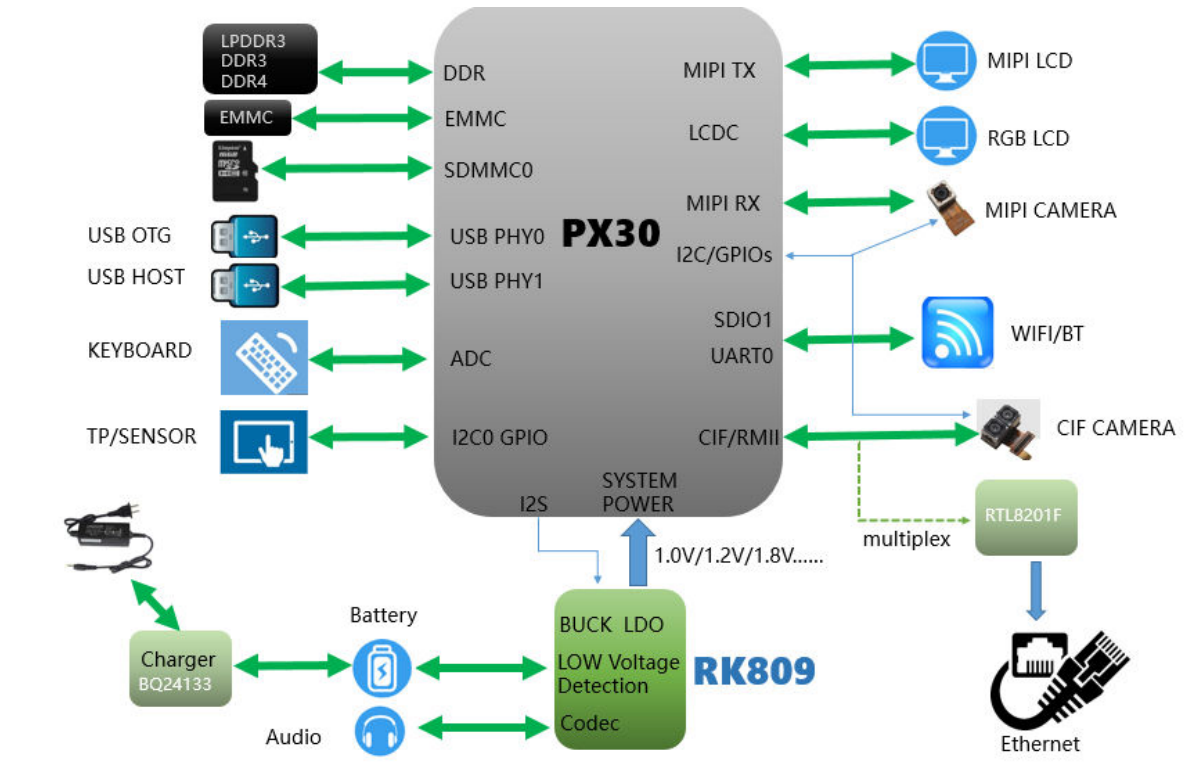 LPDDR3
DDR3
DDR4
EMMC
USB OTG
USB HOST
KEYBOARD
TP/SENSOR
DDR
EMMC
SDMMC0
USB PHY0
USB PHY1
ADC
I2C0 GPIO
PX30
MIPI TX
LCDC
MIPI RX
I2C/GPIOs
SDIO1
UART0
CIF/RMII
I2S
SYSTEM
POWER
MIPI LCD
RGB LCD
MIPI CAMERA
WIFI/BT
CIF CAMERA
RTL8201F
multiplex
1.0V/1.2V/1.8V......
Battery
Charger
BQ24133
Audio
BUCK LDO
LOW Voltage
Detection
Codec
RK809
Ethernet